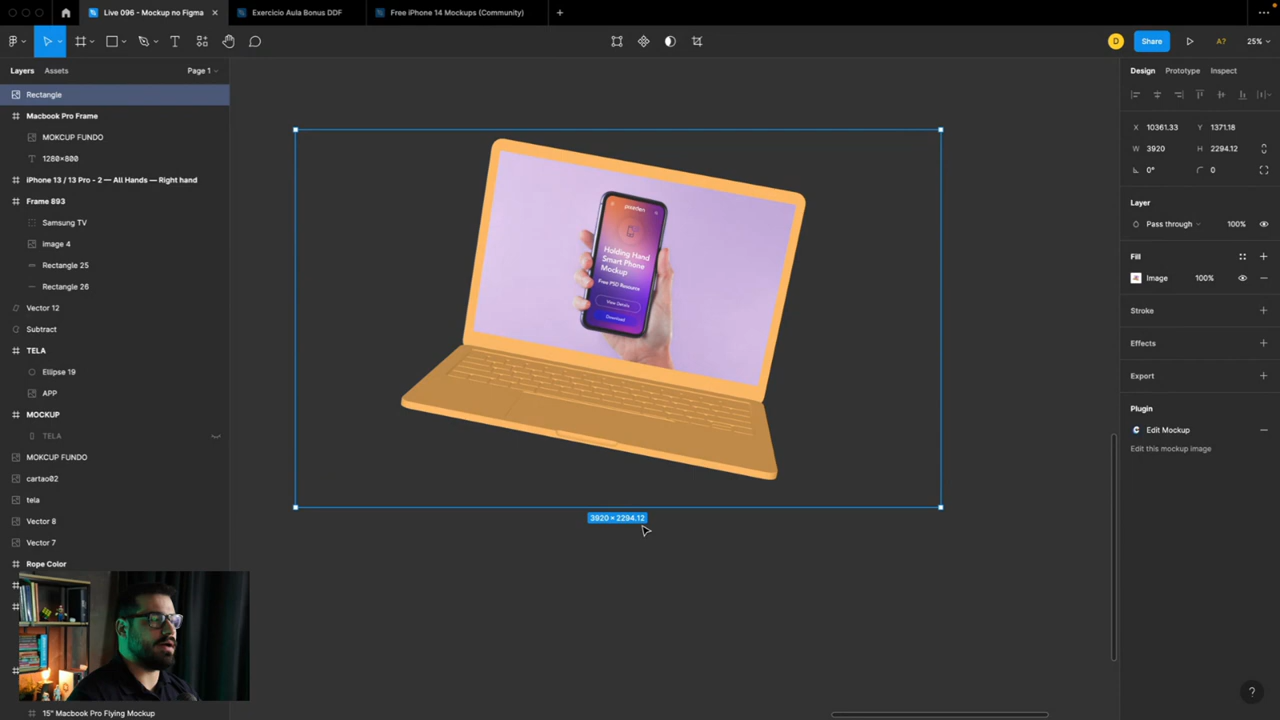 Live 096 - Mockup no Figma
Exercício Aula Bonus DDF
Free iPhone 14 Mockups (Community)
D
Share
A?
25%
Layers
Assets
Page 1
Design
Prototype
Inspect
Rectangle
Macbook Pro Frame
MOKCUP FUNDO
1280×800
iPhone 13 / 13 Pro - 2 — All Hands — Right hand
Frame 893
Samsung TV
image 4
Rectangle 25
Rectangle 26
Vector 12
Subtract
TELA
Ellipse 19
APP
MOCKUP
TELA
MOKCUP FUNDO
cartao02
tela
Vector 8
Vector 7
Rope Color
15" Macbook Pro Flying Mockup
Holding Hand
Smart Phone
Mockup
Free PSD Resource
View Details
Download
3920 × 2294.12
X 10361.33
Y 1371.18
W 3920
H 2294.12
0°
0
Layer
Pass through
100%
Fill
Image
100%
Stroke
Effects
Export
Plugin
Edit Mockup
Edit this mockup image
?